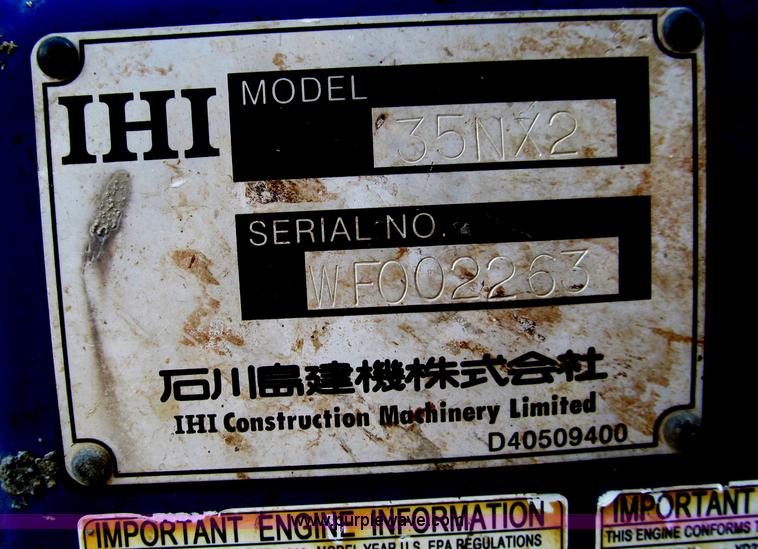 IHI
MODEL
35NX2
SERIAL NO.
WF002263
石川島建機株式会社
IHI Construction Machinery Limited
D40509400
IMPORTANT ENGINE INFORMATION
MODEL YEAR U.S. EPA REGULATIONS
IMPORTANT
THIS ENGINE CONFORMS T
www.purplewave.com